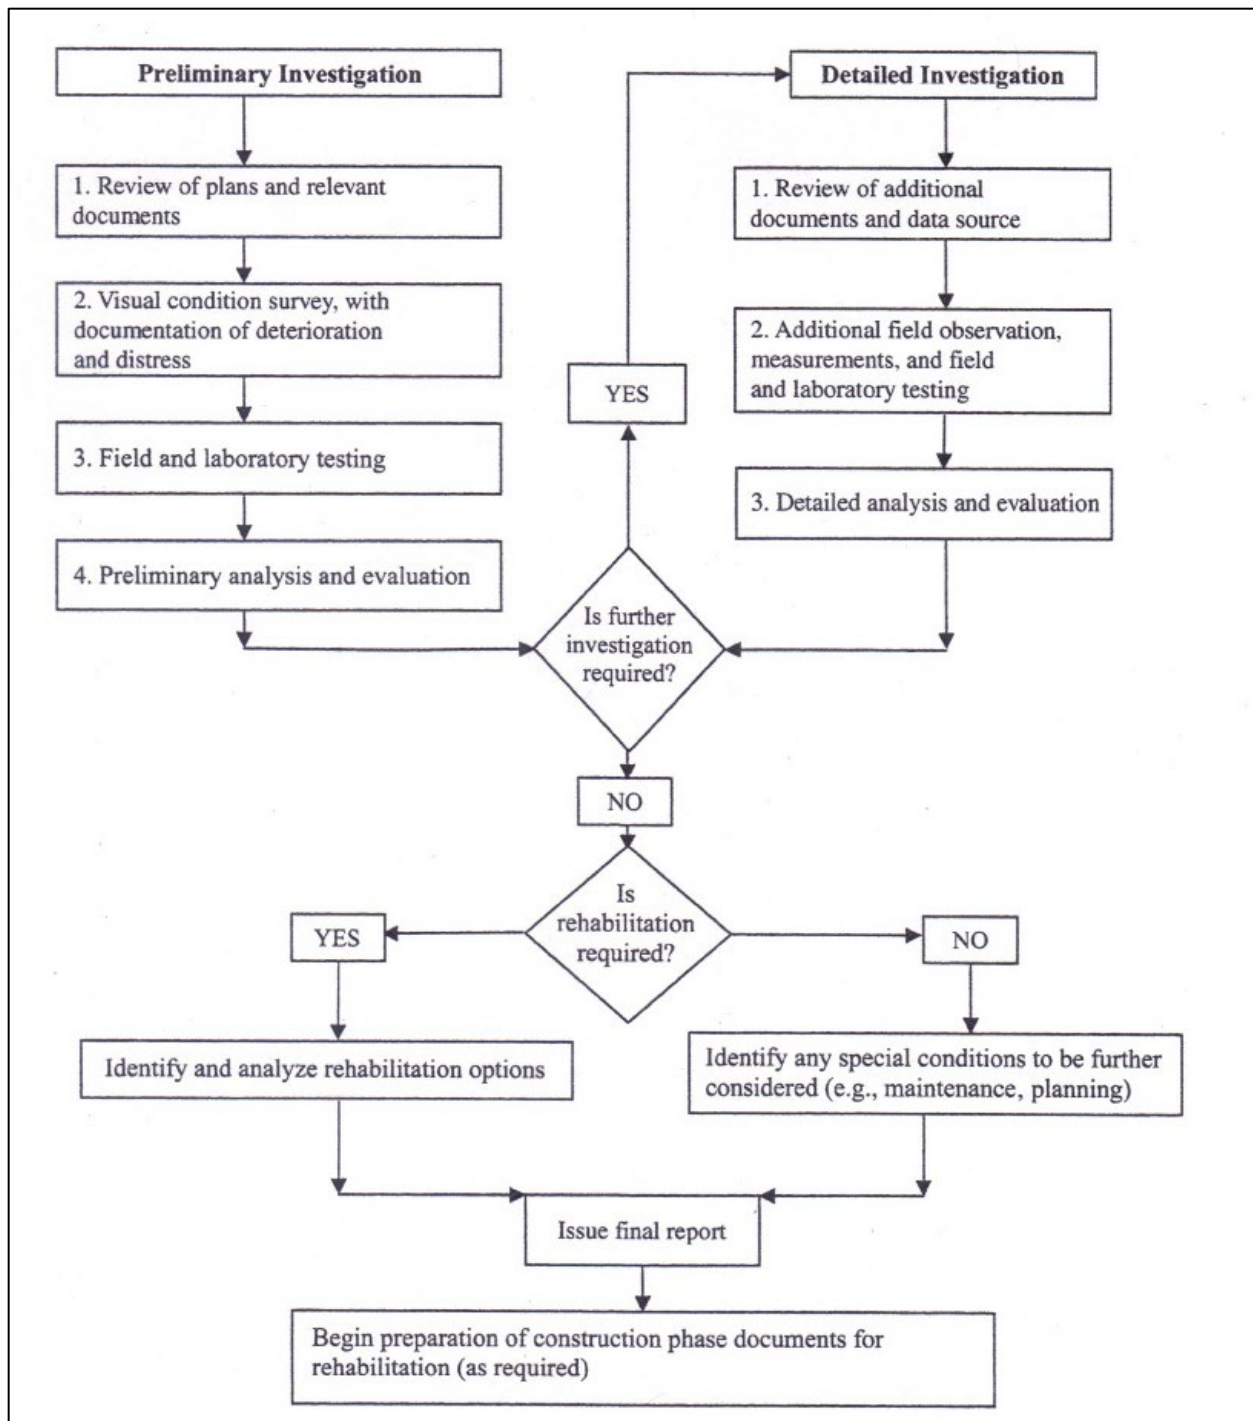 Preliminary Investigation
1. Review of plans and relevant
documents
2. Visual condition survey, with
documentation of deterioration
and distress
3. Field and laboratory testing
4. Preliminary analysis and evaluation
Detailed Investigation
1. Review of additional
documents and data source
2. Additional field observation,
measurements, and field
and laboratory testing
3. Detailed analysis and evaluation
YES
Is further
investigation
required?
NO
Is
rehabilitation
required?
YES
NO
Identify and analyze rehabilitation options
Identify any special conditions to be further
considered (e.g., maintenance, planning)
Issue final report
Begin preparation of construction phase documents for
rehabilitation (as required)